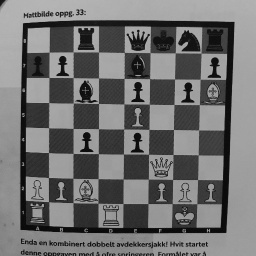 Mattbilde oppg. 33:
8
7
6
5
4
3
2
1
A B C D E F G H
Enda en kombinert dobbelt avdekkersjakk! Hvit startet
denne oppgaven med å ofre springeren. Formålet var å